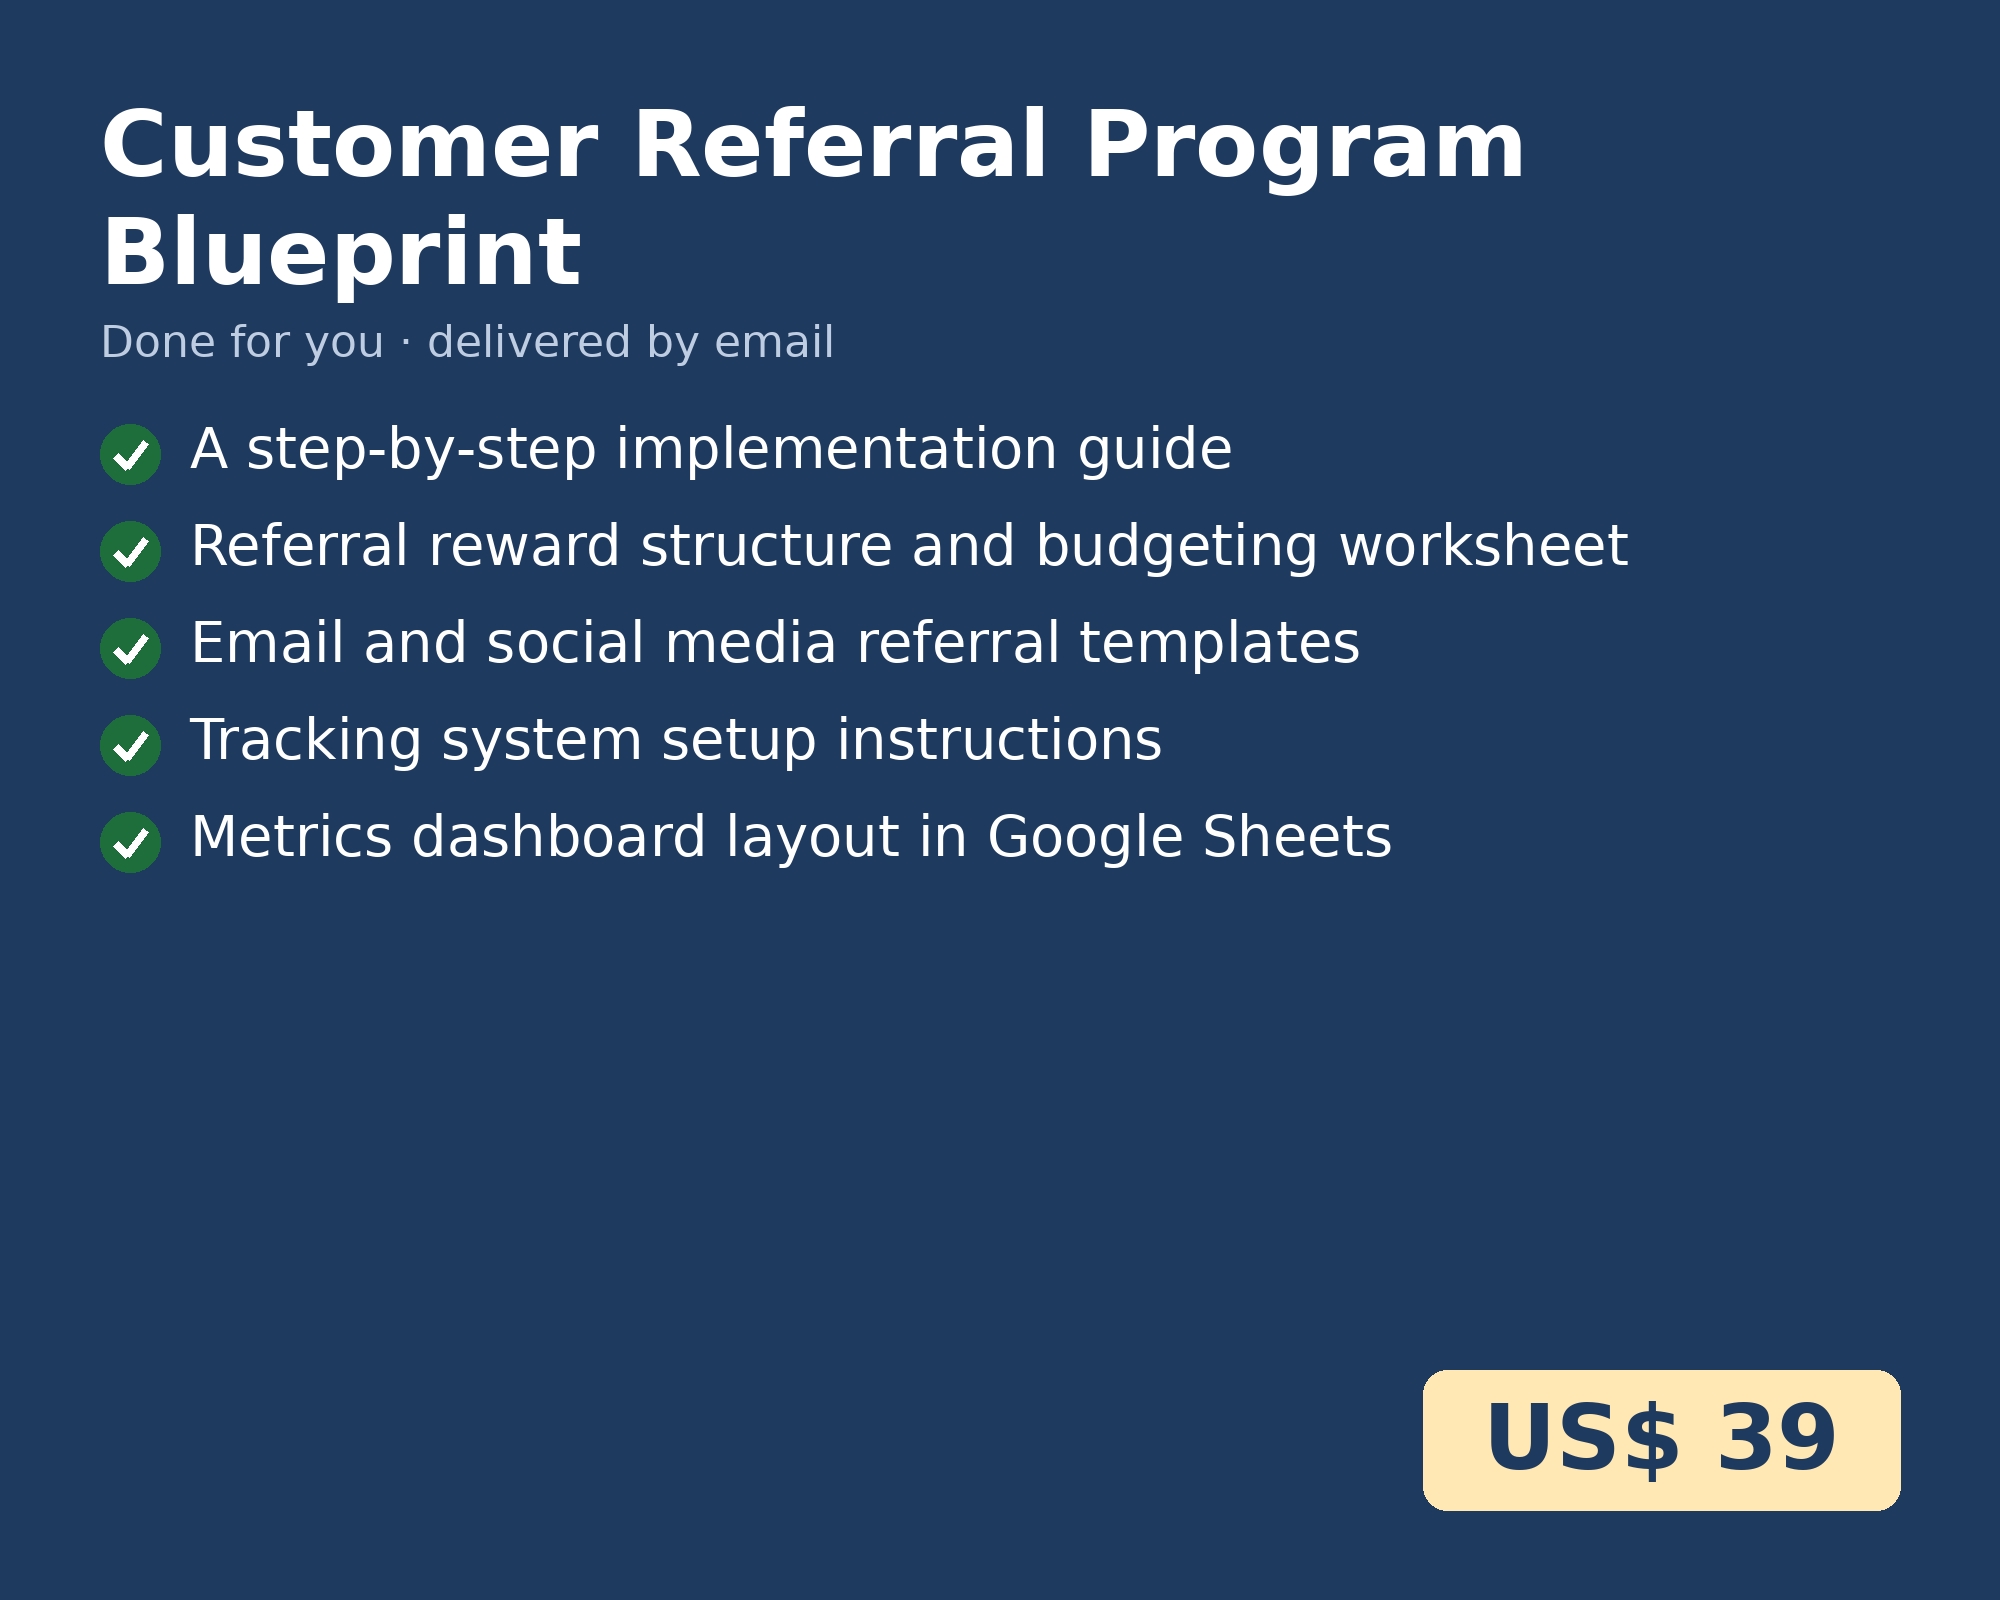 Customer Referral Program
Blueprint
Done for you · delivered by email
A step-by-step implementation guide
Referral reward structure and budgeting worksheet
Email and social media referral templates
Tracking system setup instructions
Metrics dashboard layout in Google Sheets
US$ 39